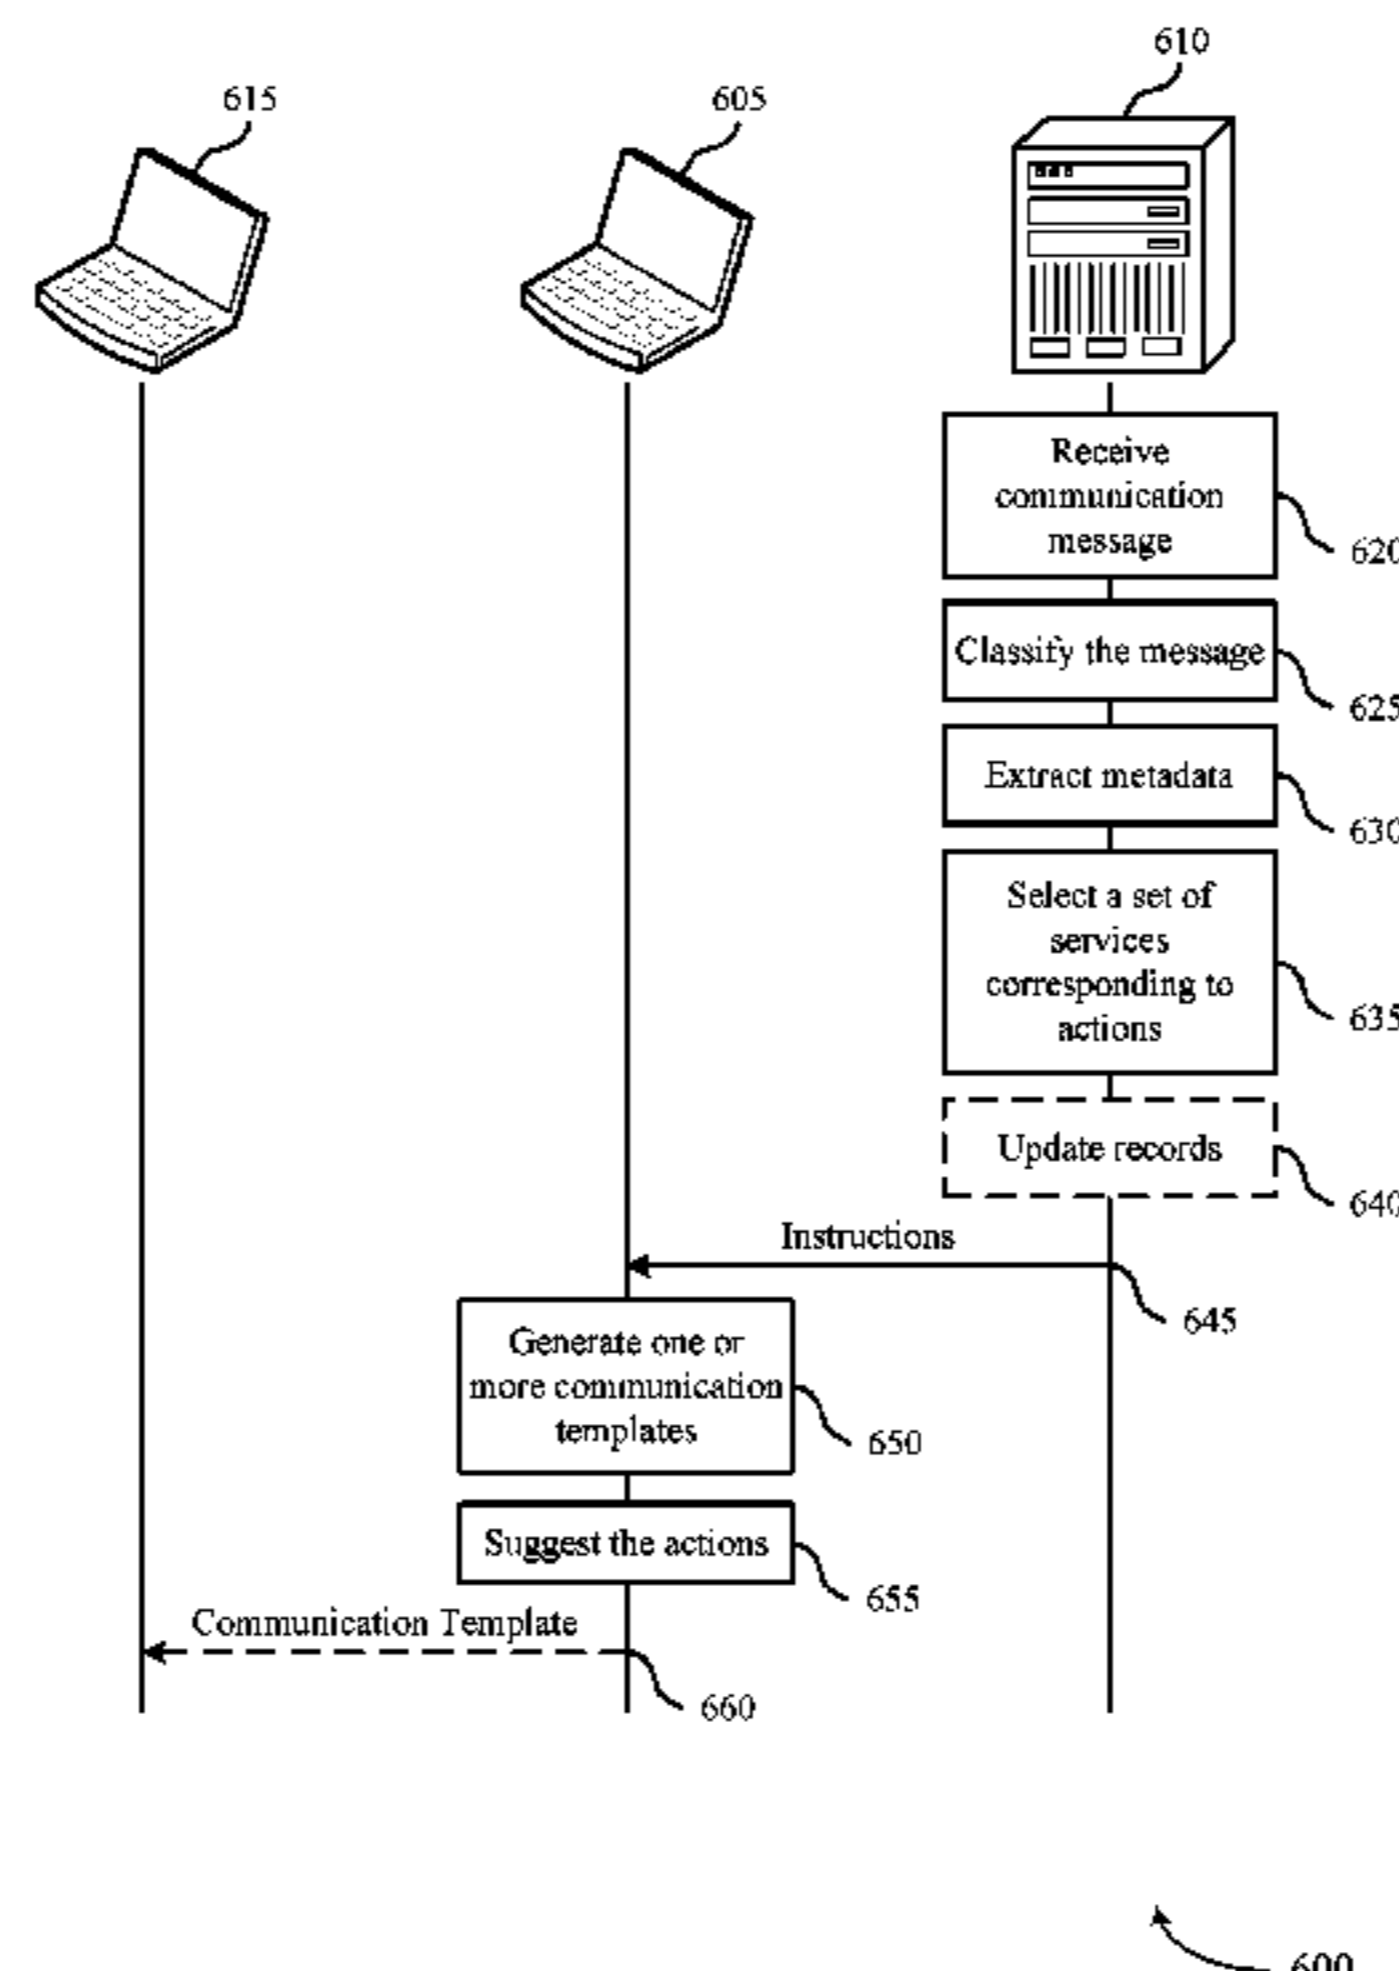 610
615
605
Receive
communication
message
620
Classify the message
625
Extract metadata
630
Select a set of
services
corresponding to
actions
635
Update records
640
Instructions
645
Generate one or
more communication
templates
650
Suggest the actions
655
Communication Template
660
600